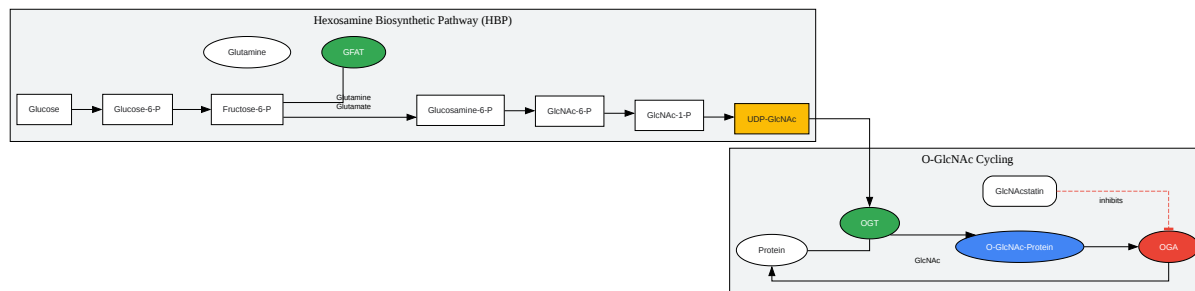 Hexosamine Biosynthetic Pathway (HBP)
Glutamine
GFAT
Glucose
Glucose-6-P
Fructose-6-P
Glutamine
Glutamate
Glucosamine-6-P
GlcNAc-6-P
GlcNAc-1-P
UDP-GlcNAc
O-GlcNAc Cycling
GlcNAcstatin
inhibits
OGT
Protein
O-GlcNAc-Protein
OGA
GlcNAc